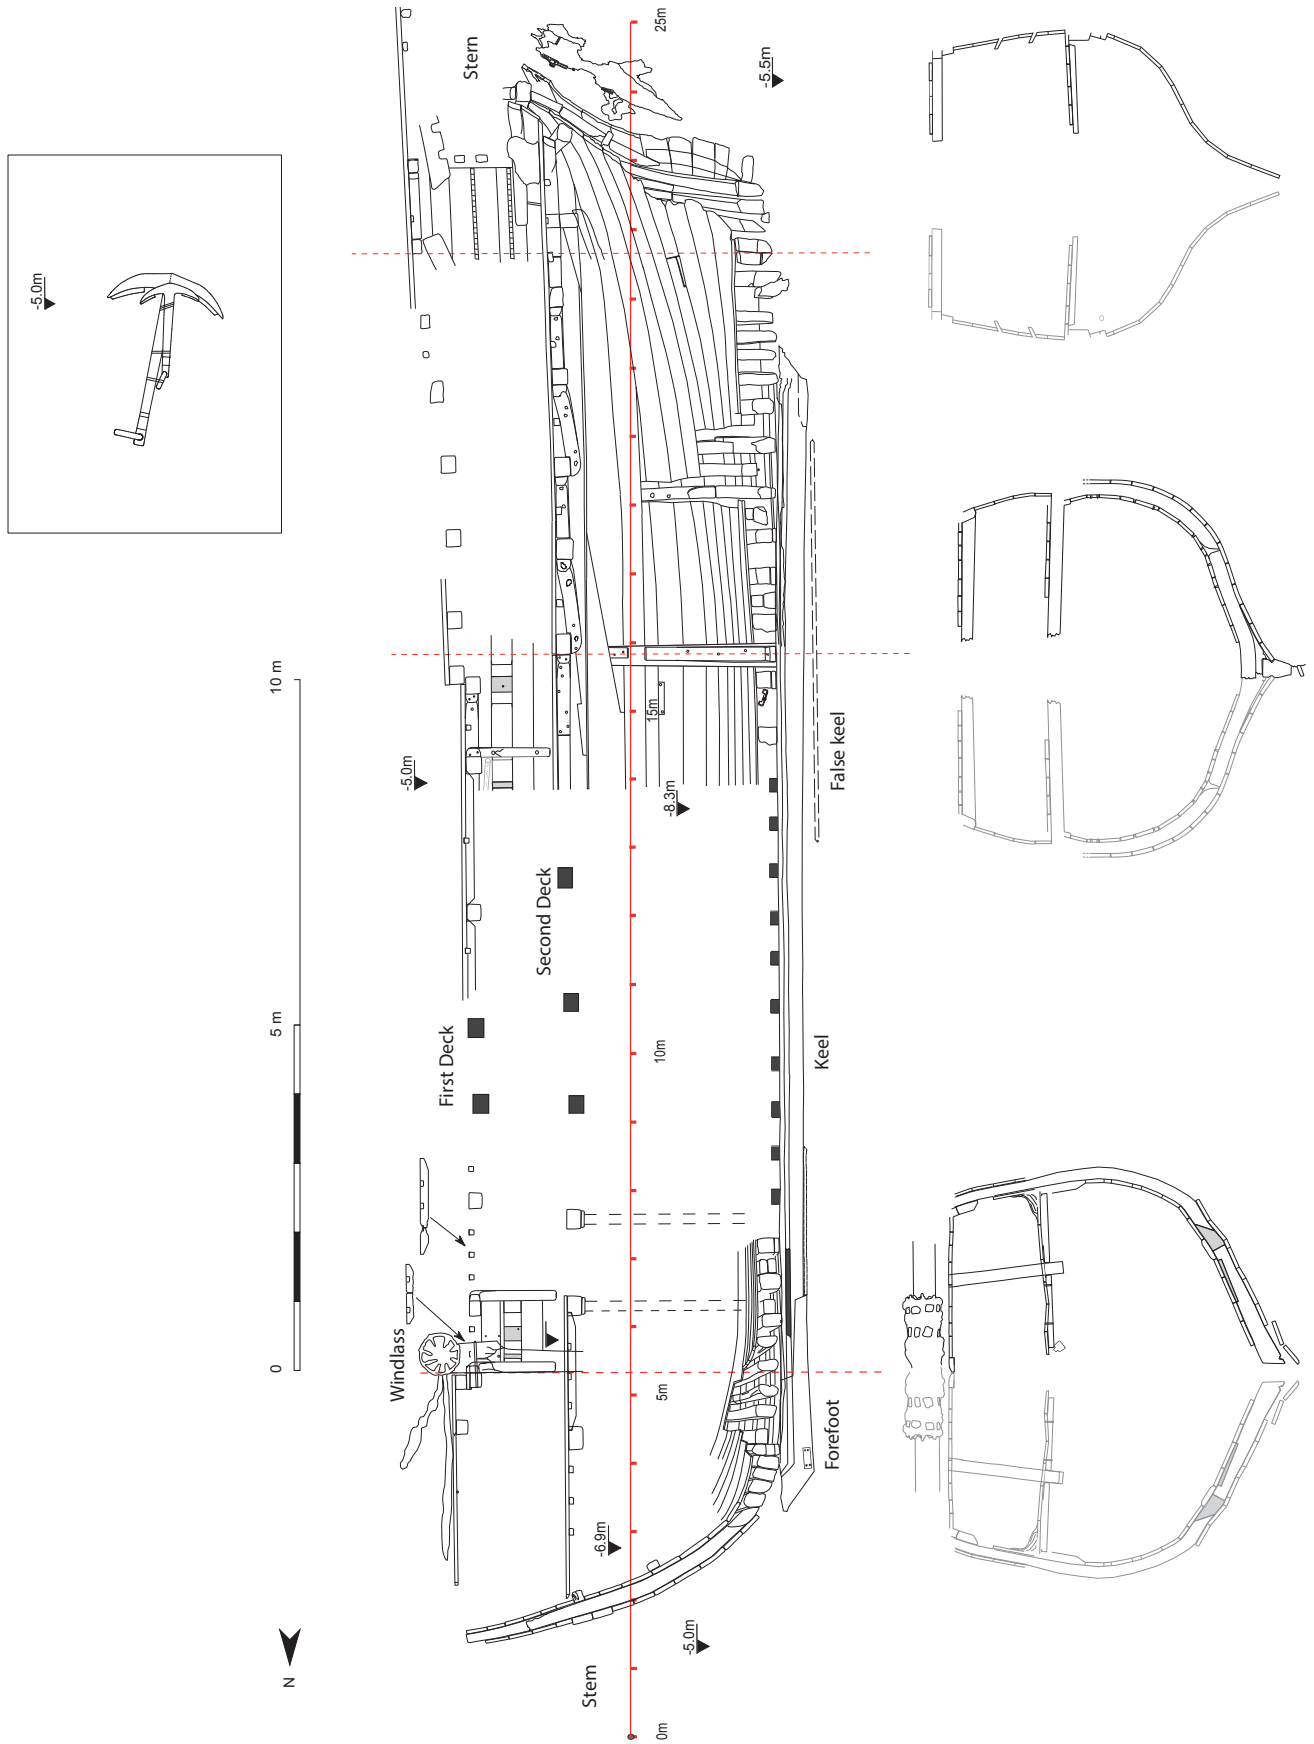 -5.0m
N
0
5 m
10 m
Windlass
First Deck
Second Deck
-5.0m
Stern
Stem
-6.9m
-5.0m
-8.3m
-5.5m
0m
5m
10m
15m
25m
Forefoot
Keel
False keel